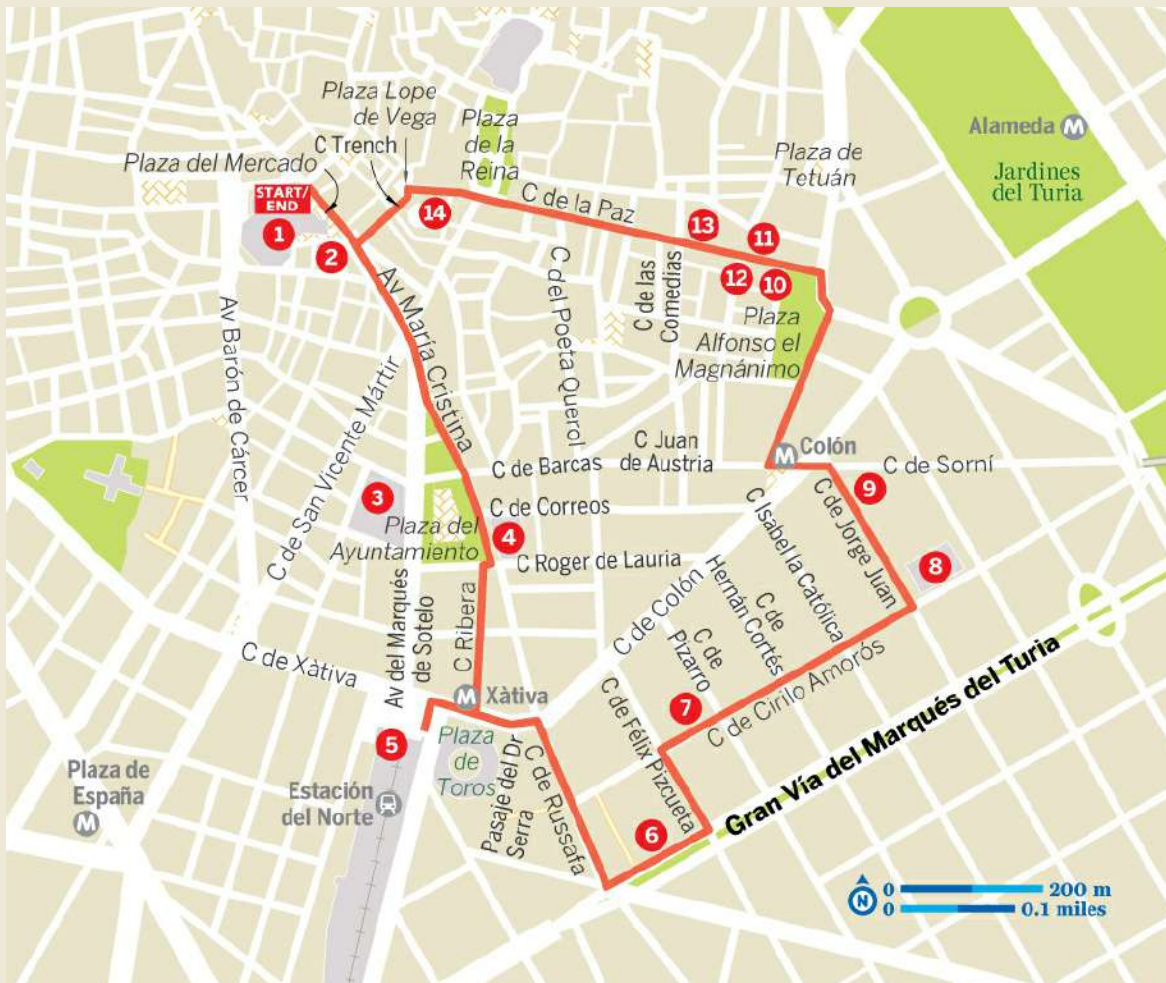 Plaza Lope
de Vega
C Trench
Plaza del Mercado
Plaza
de la
Reina
Alameda M
Jardines
del Turia
Plaza de
Tetuán
START/
END
1
2
14
C de la Paz
13
11
12
10
C de las
Comedias
C del Poeta Querol
Plaza
Alfonso el
Magnánimo
Av María Cristina
Av Barón de Cárcer
C de San Vicente Mártir
C Juan
de Austria
C de Barcas
M Colón
C de Sorní
9
3
C de Correos
Plaza del
Ayuntamiento
4
C Roger de Lauria
C de Jorge Juan
C Isabel la Católica
8
C de
Hernán Cortés
C de
Pizarro
C de Colón
Av del Marqués
de Sotelo
C Ribera
C de Xàtiva
M Xàtiva
7
C de Cirilo Amorós
C de Félix Pizcueta
Gran Vía del Marqués del Turia
5
Plaza
de
Toros
Pasaje del Dr
Serra
C de Russafa
6
Plaza de
España
M
Estación
del Norte
N
0 200 m
0 0.1 miles